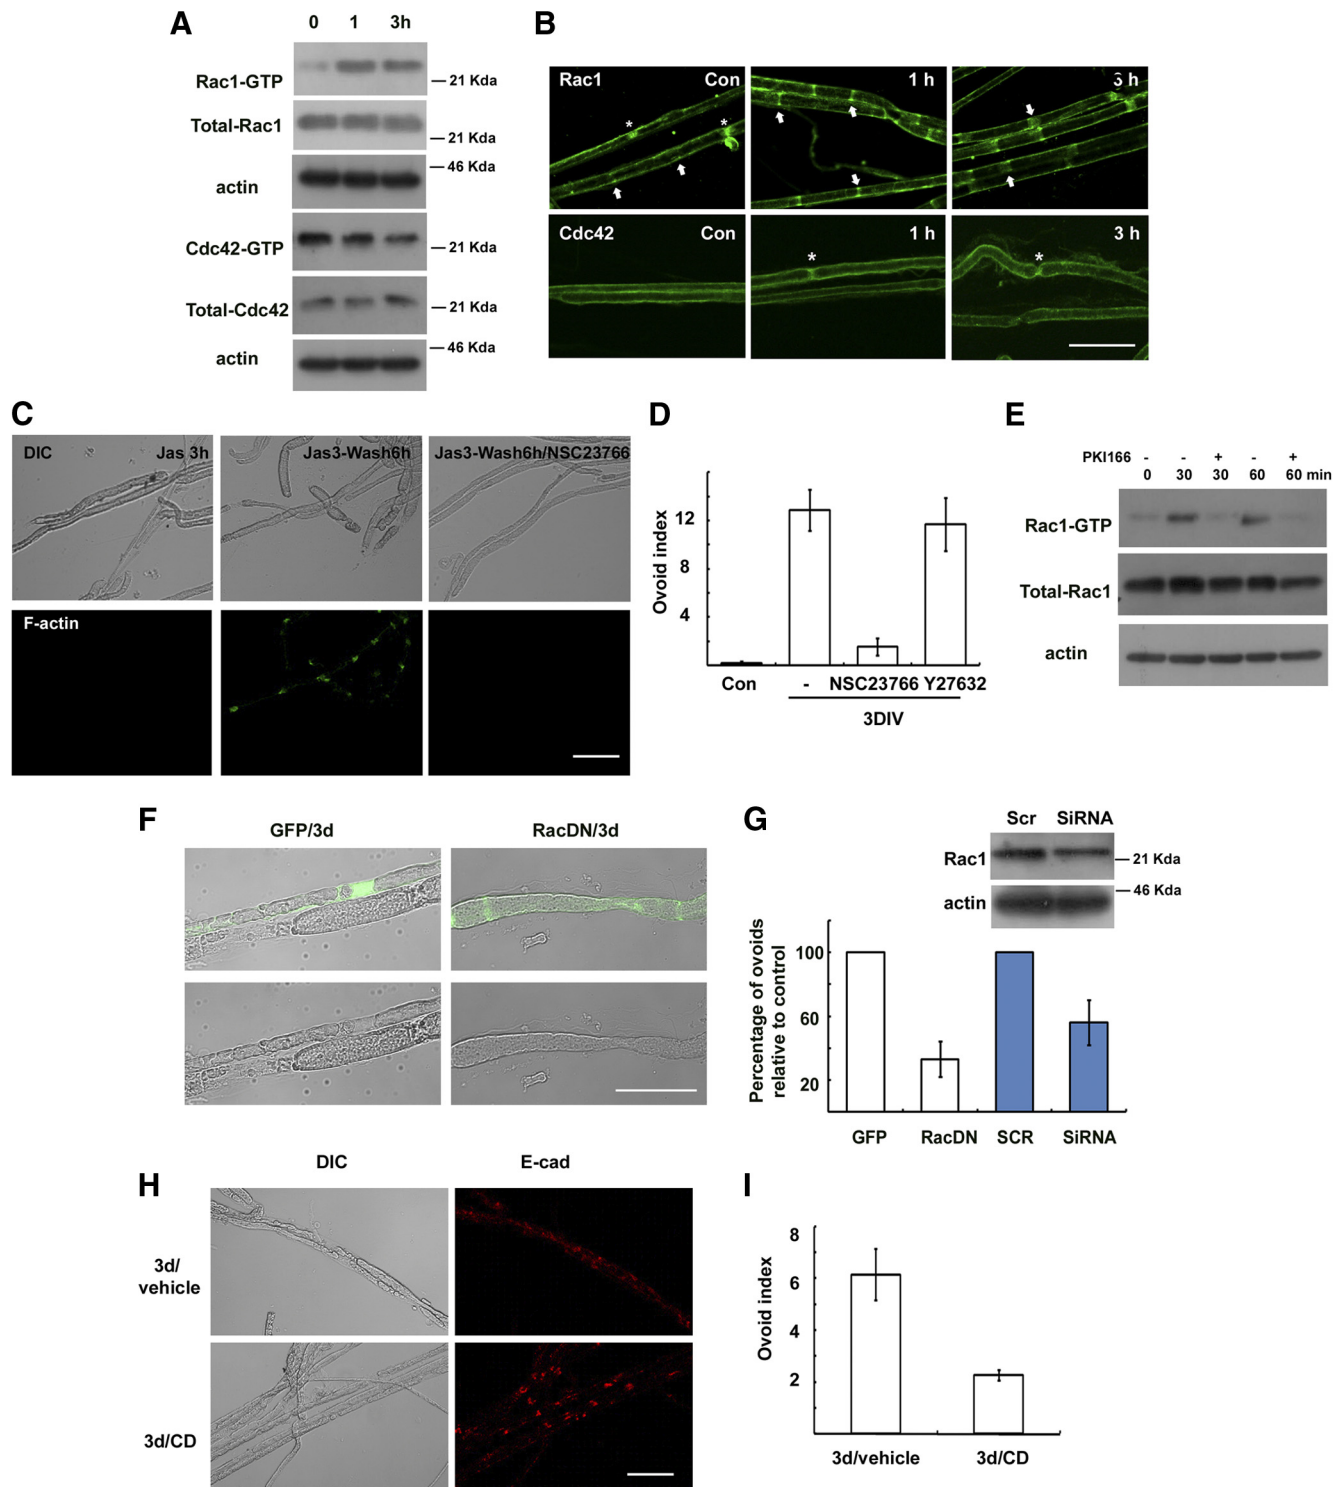 A
0 1 3h
Rac1-GTP
21 Kda
Total-Rac1
21 Kda
46 Kda
actin
Cdc42-GTP
21 Kda
Total-Cdc42
21 Kda
46 Kda
actin
B
Rac1 Con
1 h
3 h
*
*
Cdc42 Con
1 h
3 h
*
*
C
DIC Jas 3h
Jas3-Wash6h
Jas3-Wash6h/NSC23766
F-actin
D
Ovoid index
12
8
4
Con - NSC23766 Y27632
3DIV
E
PKI166 - - + - +
0 30 30 60 60 min
Rac1-GTP
Total-Rac1
actin
F
GFP/3d
RacDN/3d
G
Scr SiRNA
Rac1
21 Kda
46 Kda
actin
Percentage of ovoids
relative to control
100
60
20
GFP RacDN SCR SiRNA
H
DIC E-cad
3d/
vehicle
3d/CD
I
Ovoid index
8
6
4
2
3d/vehicle 3d/CD